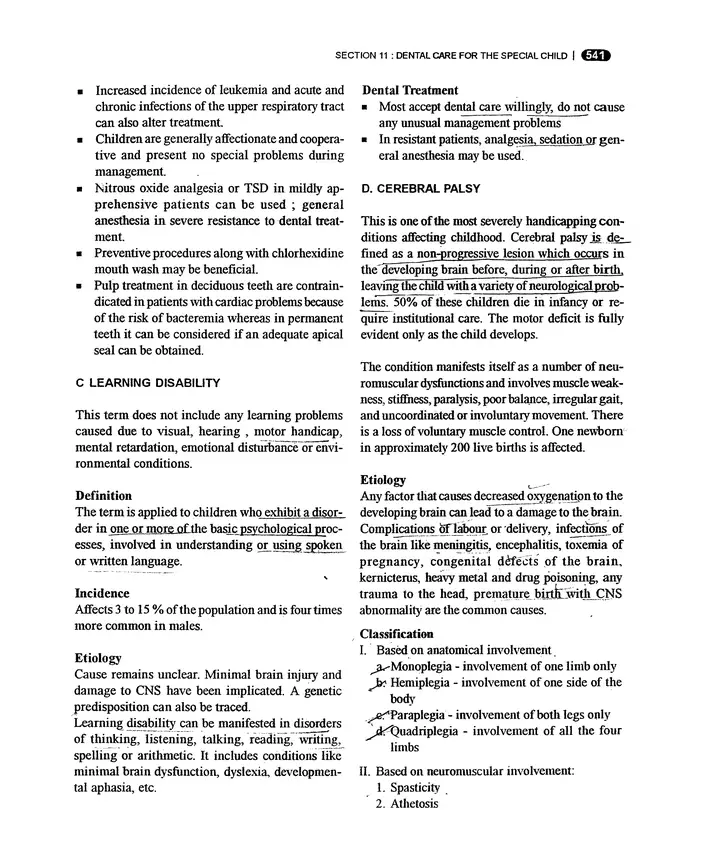 SECTION 11 : DENTAL CARE FOR THE SPECIAL CHILD | 541
■ Increased incidence of leukemia and acute and
chronic infections of the upper respiratory tract
can also alter treatment.
■ Children are generally affectionate and coopera-
tive and present no special problems during
management.
■ Nitrous oxide analgesia or TSD in mildly ap-
prehensive patients can be used ; general
anesthesia in severe resistance to dental treat-
ment.
■ Preventive procedures along with chlorhexidine
mouth wash may be beneficial.
■ Pulp treatment in deciduous teeth are contrain-
dicated in patients with cardiac problems because
of the risk of bacteremia whereas in permanent
teeth it can be considered if an adequate apical
seal can be obtained.
C LEARNING DISABILITY
This term does not include any learning problems
caused due to visual, hearing , motor handicap,
mental retardation, emotional disturbance or envi-
ronmental conditions.
Definition
The term is applied to children who exhibit a disor-
der in one or more of the basic psychological proc-
esses, involved in understanding or using spoken
or written language.
Incidence
Affects 3 to 15 % of the population and is four times
more common in males.
Etiology
Cause remains unclear. Minimal brain injury and
damage to CNS have been implicated. A genetic
predisposition can also be traced.
Learning disability can be manifested in disorders
of thinking, listening, talking, reading, writing,
spelling or arithmetic. It includes conditions like
minimal brain dysfunction, dyslexia, developmen-
tal aphasia, etc.
Dental Treatment
■ Most accept dental care willingly, do not cause
any unusual management problems
■ In resistant patients, analgesia, sedation or gen-
eral anesthesia may be used.
D. CEREBRAL PALSY
This is one of the most severely handicapping con-
ditions affecting childhood. Cerebral palsy is de-
fined as a non-progressive lesion which occurs in
the developing brain before, during or after birth,
leaving the child with a variety of neurological prob-
lems. 50% of these children die in infancy or re-
quire institutional care. The motor deficit is fully
evident only as the child develops.
The condition manifests itself as a number of neu-
romuscular dysfunctions and involves muscle weak-
ness, stiffness, paralysis, poor balance, irregular gait,
and uncoordinated or involuntary movement. There
is a loss of voluntary muscle control. One newborn
in approximately 200 live births is affected.
Etiology
Any factor that causes decreased oxygenation to the
developing brain can lead to a damage to the brain.
Complications of labour or delivery, infections of
the brain like meningitis, encephalitis, toxemia of
pregnancy, congenital defects of the brain,
kernicterus, heavy metal and drug poisoning, any
trauma to the head, premature birth with CNS
abnormality are the common causes.
Classification
I. Based on anatomical involvement
a. Monoplegia - involvement of one limb only
b. Hemiplegia - involvement of one side of the
body
c. Paraplegia - involvement of both legs only
d. Quadriplegia - involvement of all the four
limbs
II. Based on neuromuscular involvement:
1. Spasticity
2. Athetosis